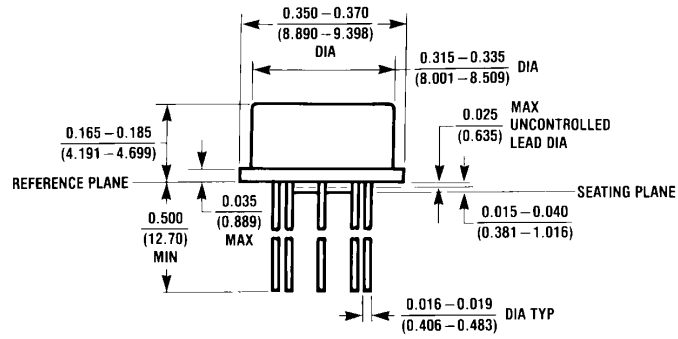 0.350 – 0.370
(8.890 – 9.398)
DIA
0.315 – 0.335
(8.001 – 8.509)
DIA
0.025
(0.635)
MAX
UNCONTROLLED
LEAD DIA
0.165 – 0.185
(4.191 – 4.699)
REFERENCE PLANE
SEATING PLANE
0.035
(0.889)
MAX
0.500
(12.70)
MIN
0.015 – 0.040
(0.381 – 1.016)
0.016 – 0.019
(0.406 – 0.483)
DIA TYP